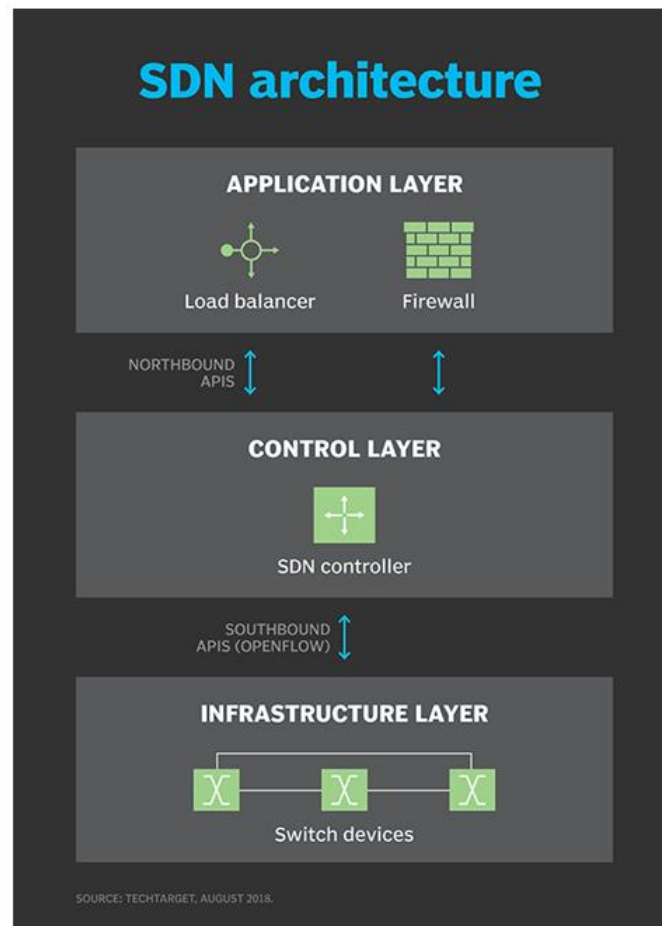 SDN architecture
APPLICATION LAYER
Load balancer
Firewall
NORTHBOUND
APIS
CONTROL LAYER
SDN controller
SOUTHBOUND
APIS (OPENFLOW)
INFRASTRUCTURE LAYER
Switch devices
SOURCE: TECHTARGET, AUGUST 2018.